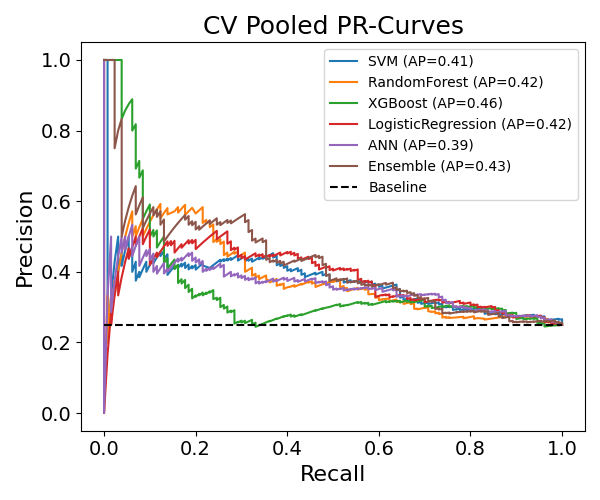 CV Pooled PR-Curves
SVM (AP=0.41)
RandomForest (AP=0.42)
XGBoost (AP=0.46)
LogisticRegression (AP=0.42)
ANN (AP=0.39)
Ensemble (AP=0.43)
Baseline
Precision
1.0
0.8
0.6
0.4
0.2
0.0
0.0 0.2 0.4 0.6 0.8 1.0
Recall